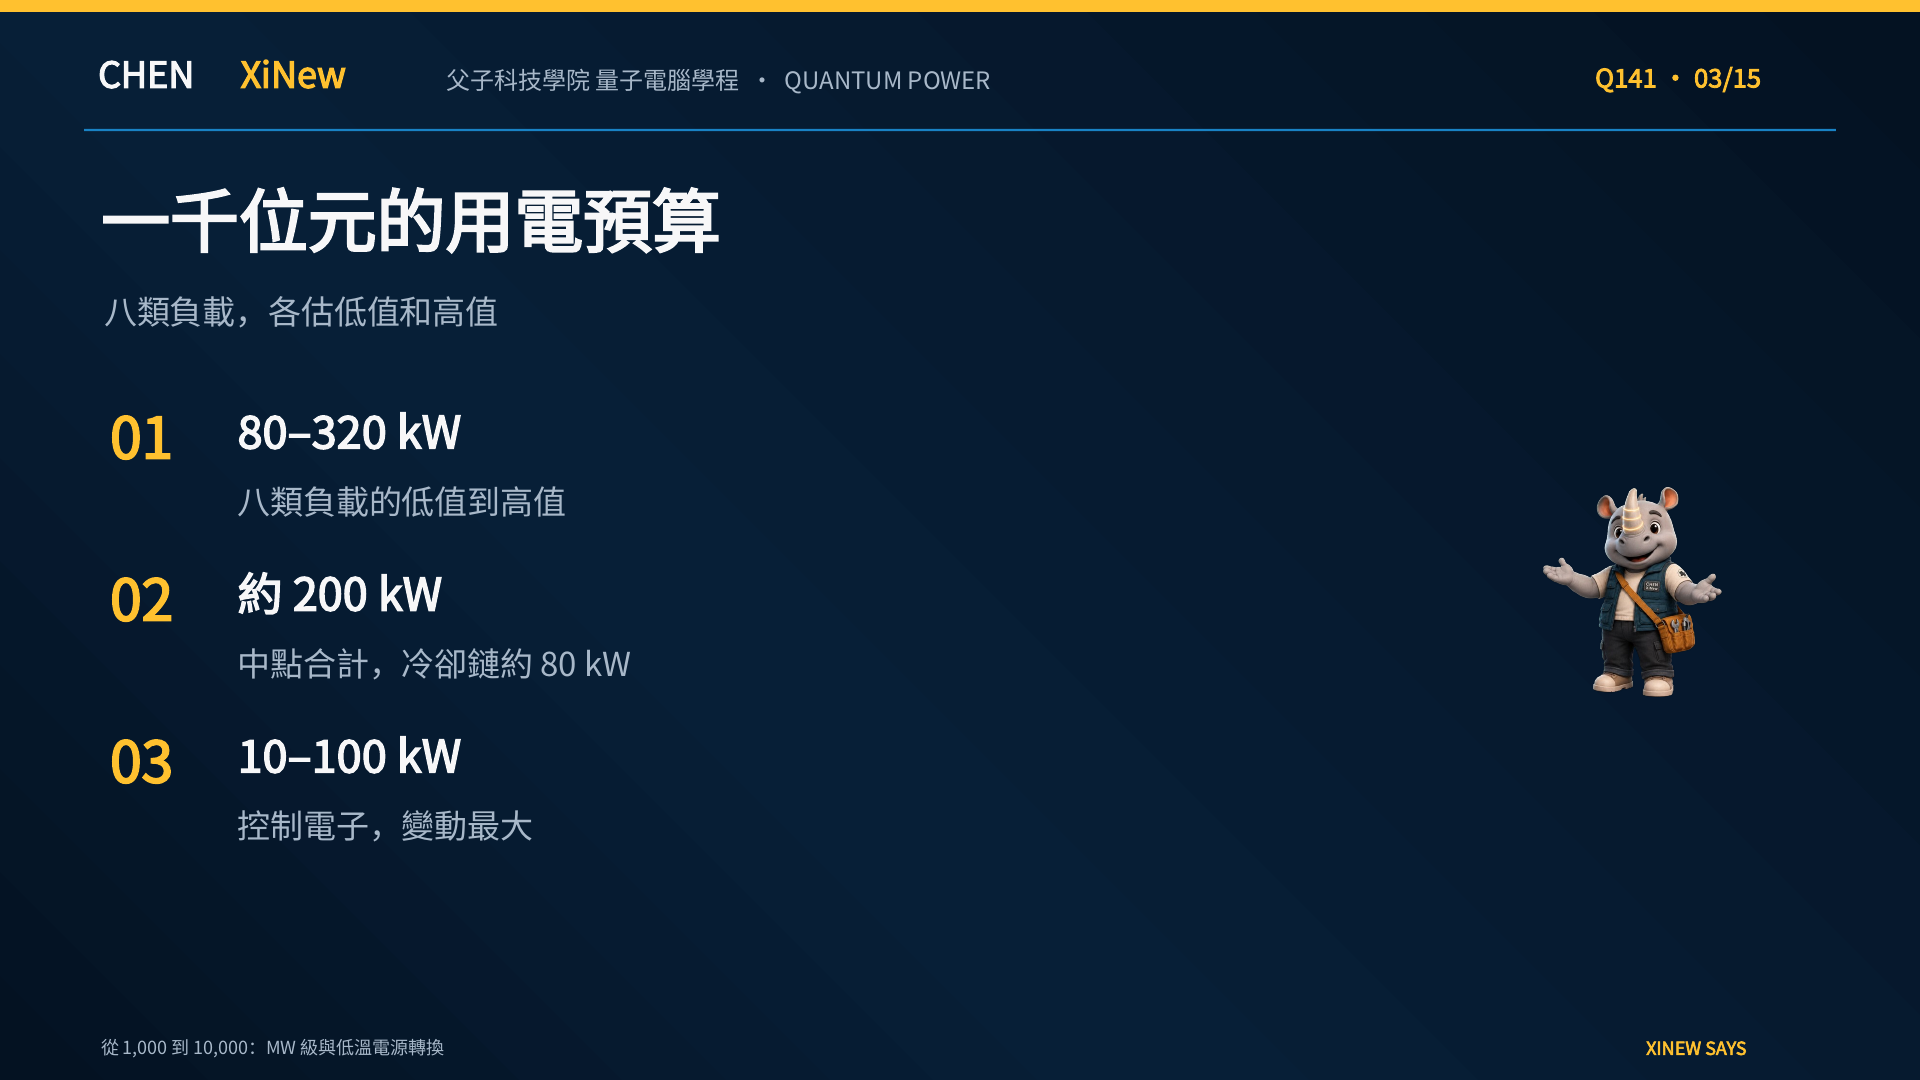 CHEN XiNew 父子科技學院 量子電腦學程 • QUANTUM POWER Q141 • 03/15
一千位元的用電預算
八類負載，各估低值和高值
01 80–320 kW
八類負載的低值到高值
02 約 200 kW
中點合計，冷卻鏈約 80 kW
03 10–100 kW
控制電子，變動最大
從 1,000 到 10,000：MW 級與低溫電源轉換
XINEW SAYS